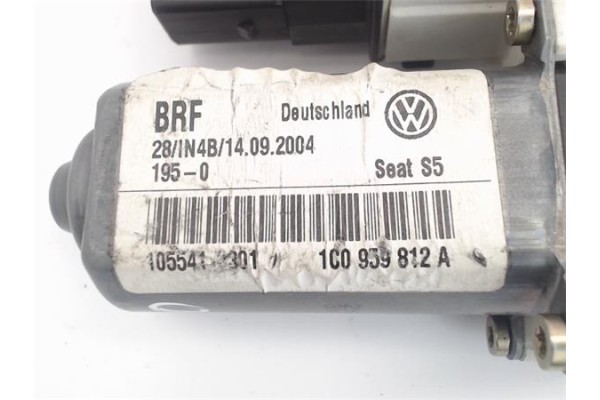 BRF Deutschland
28/IN4B/14.09.2004
195-0 Seat S5
1C0 959 812 A